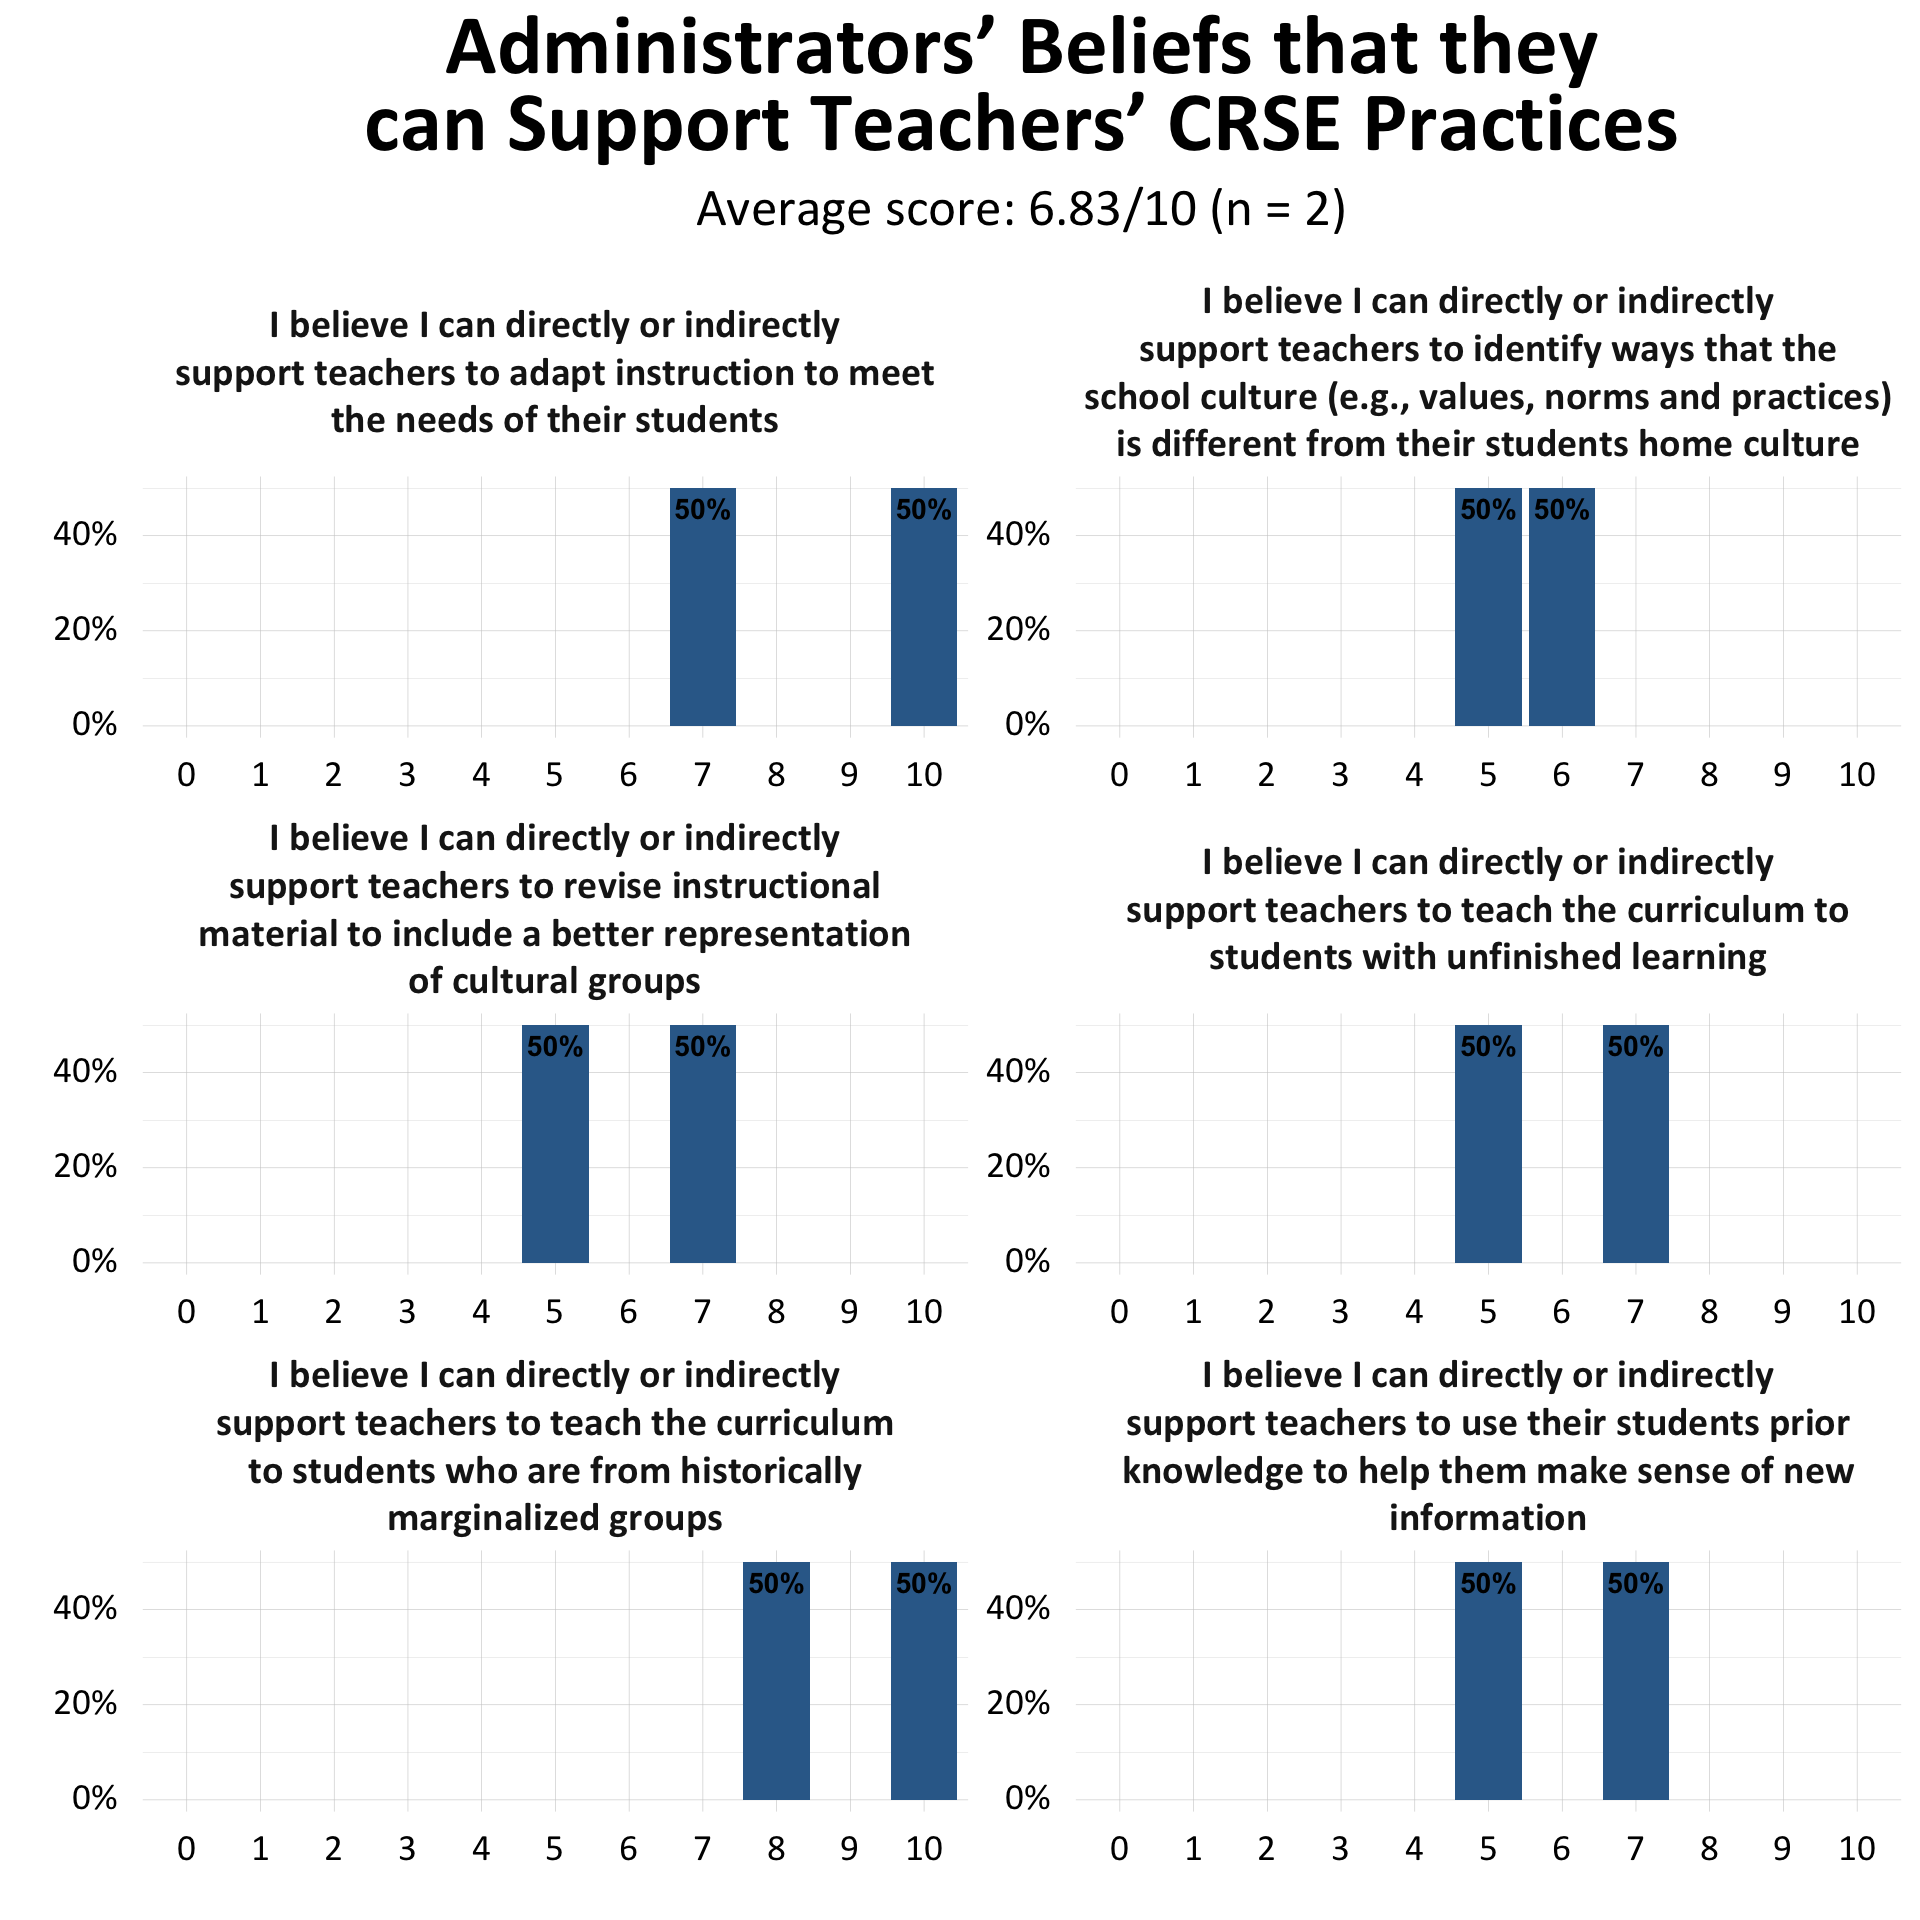 Administrators’ Beliefs that they
can Support Teachers’ CRSE Practices
Average score: 6.83/10 (n = 2)
I believe I can directly or indirectly
support teachers to adapt instruction to meet
the needs of their students
50%
50%
40%
20%
0%
0 1 2 3 4 5 6 7 8 9 10
I believe I can directly or indirectly
support teachers to identify ways that the
school culture (e.g., values, norms and practices)
is different from their students home culture
50%
50%
40%
20%
0%
0 1 2 3 4 5 6 7 8 9 10
I believe I can directly or indirectly
support teachers to revise instructional
material to include a better representation
of cultural groups
50%
50%
40%
20%
0%
0 1 2 3 4 5 6 7 8 9 10
I believe I can directly or indirectly
support teachers to teach the curriculum to
students with unfinished learning
50%
50%
40%
20%
0%
0 1 2 3 4 5 6 7 8 9 10
I believe I can directly or indirectly
support teachers to teach the curriculum
to students who are from historically
marginalized groups
50%
50%
40%
20%
0%
0 1 2 3 4 5 6 7 8 9 10
I believe I can directly or indirectly
support teachers to use their students prior
knowledge to help them make sense of new
information
50%
50%
40%
20%
0%
0 1 2 3 4 5 6 7 8 9 10